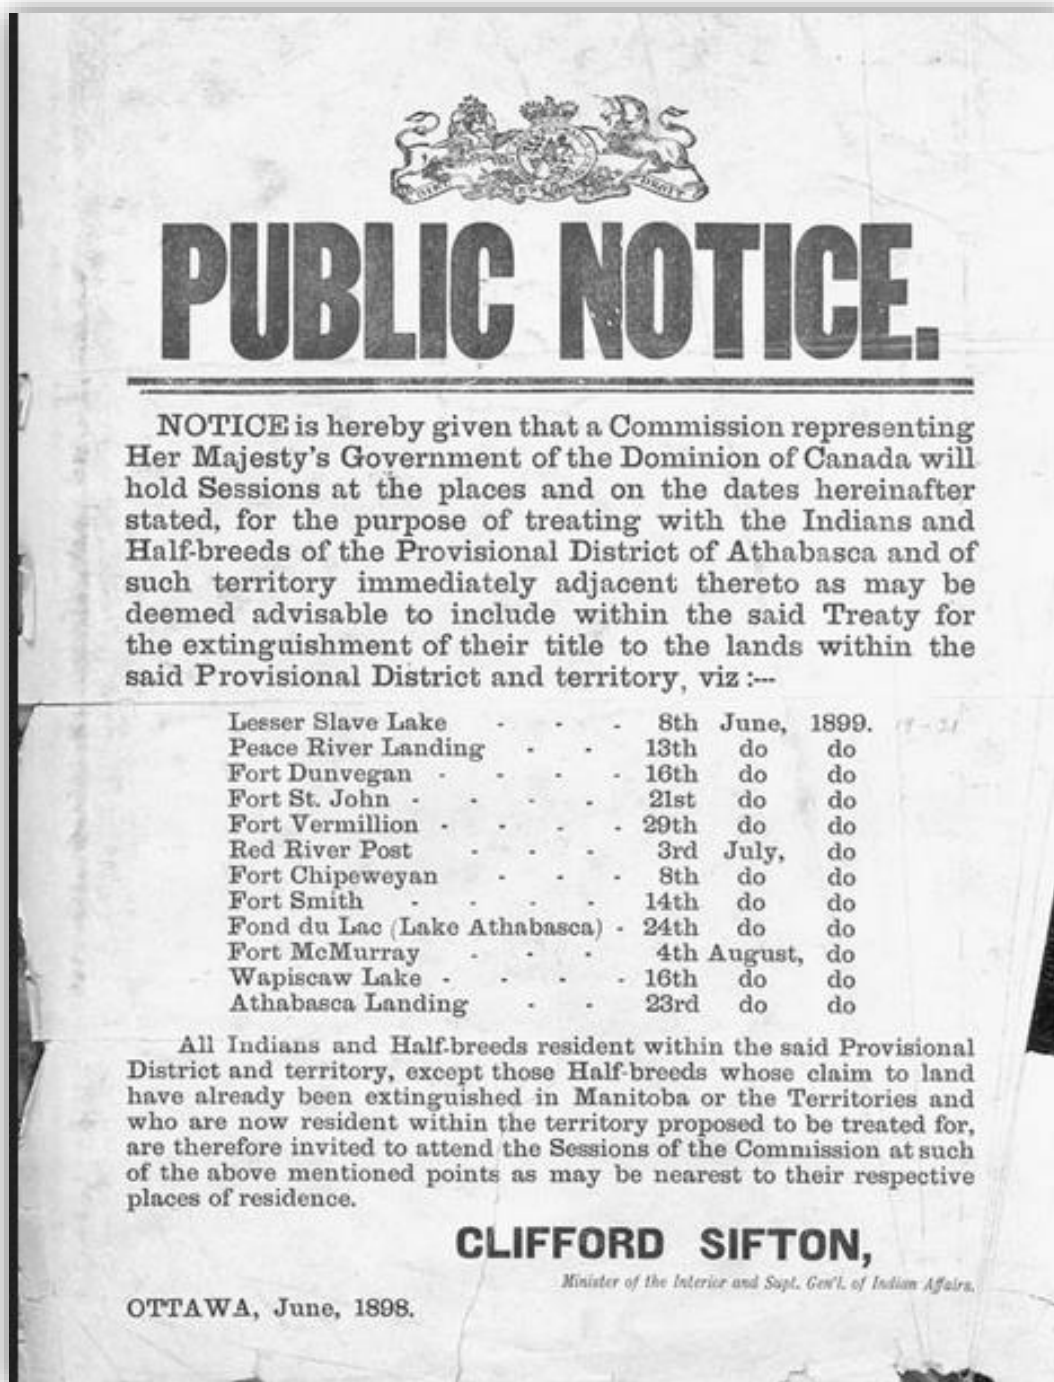 DIEU ET MON DROIT
PUBLIC NOTICE.
NOTICE is hereby given that a Commission representing
Her Majesty's Government of the Dominion of Canada will
hold Sessions at the places and on the dates hereinafter
stated, for the purpose of treating with the Indians and
Half-breeds of the Provisional District of Athabasca and of
such territory immediately adjacent thereto as may be
deemed advisable to include within the said Treaty for
the extinguishment of their title to the lands within the
said Provisional District and territory, viz :---
Lesser Slave Lake - - - 8th June, 1899.
Peace River Landing - - 13th do do
Fort Dunvegan - - - - 16th do do
Fort St. John - - - - 21st do do
Fort Vermillion - - - - 29th do do
Red River Post - - - 3rd July, do
Fort Chipeweyan - - - 8th do do
Fort Smith - - - - 14th do do
Fond du Lac (Lake Athabasca) - 24th do do
Fort McMurray - - - 4th August, do
Wapiscaw Lake - - - - 16th do do
Athabasca Landing - - 23rd do do
All Indians and Half-breeds resident within the said Provisional
District and territory, except those Half-breeds whose claim to land
have already been extinguished in Manitoba or the Territories and
who are now resident within the territory proposed to be treated for,
are therefore invited to attend the Sessions of the Commission at such
of the above mentioned points as may be nearest to their respective
places of residence.
CLIFFORD SIFTON,
Minister of the Interior and Supt. Gen'l. of Indian Affairs.
OTTAWA, June, 1898.